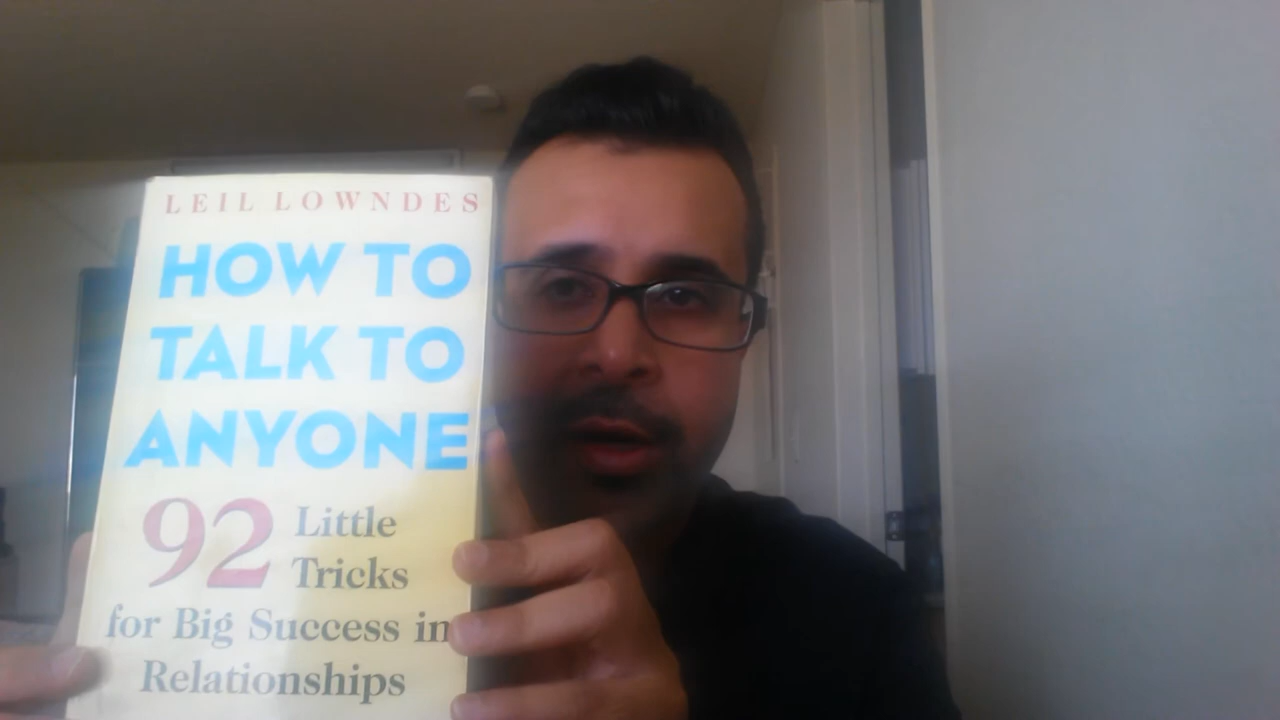 LEIL LOWNDES
HOW TO
TALK TO
ANYONE
92 Little
Tricks
for Big Success in
Relationships